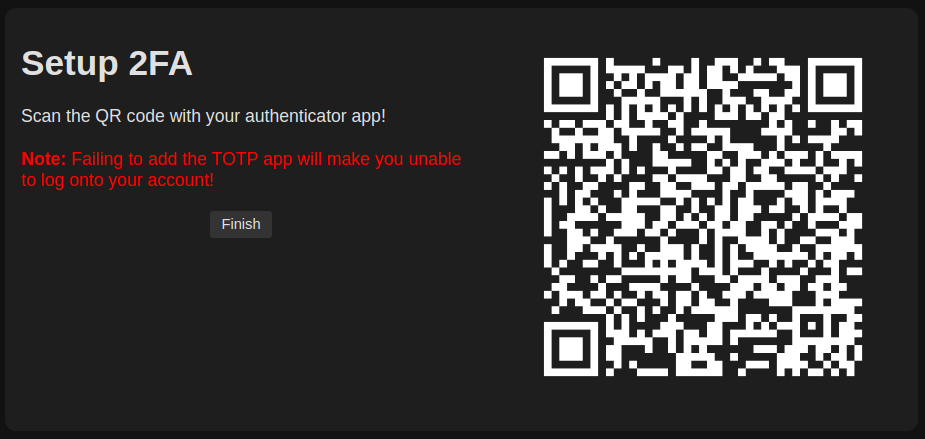 Setup 2FA
Scan the QR code with your authenticator app!
Note: Failing to add the TOTP app will make you unable
to log onto your account!
Finish